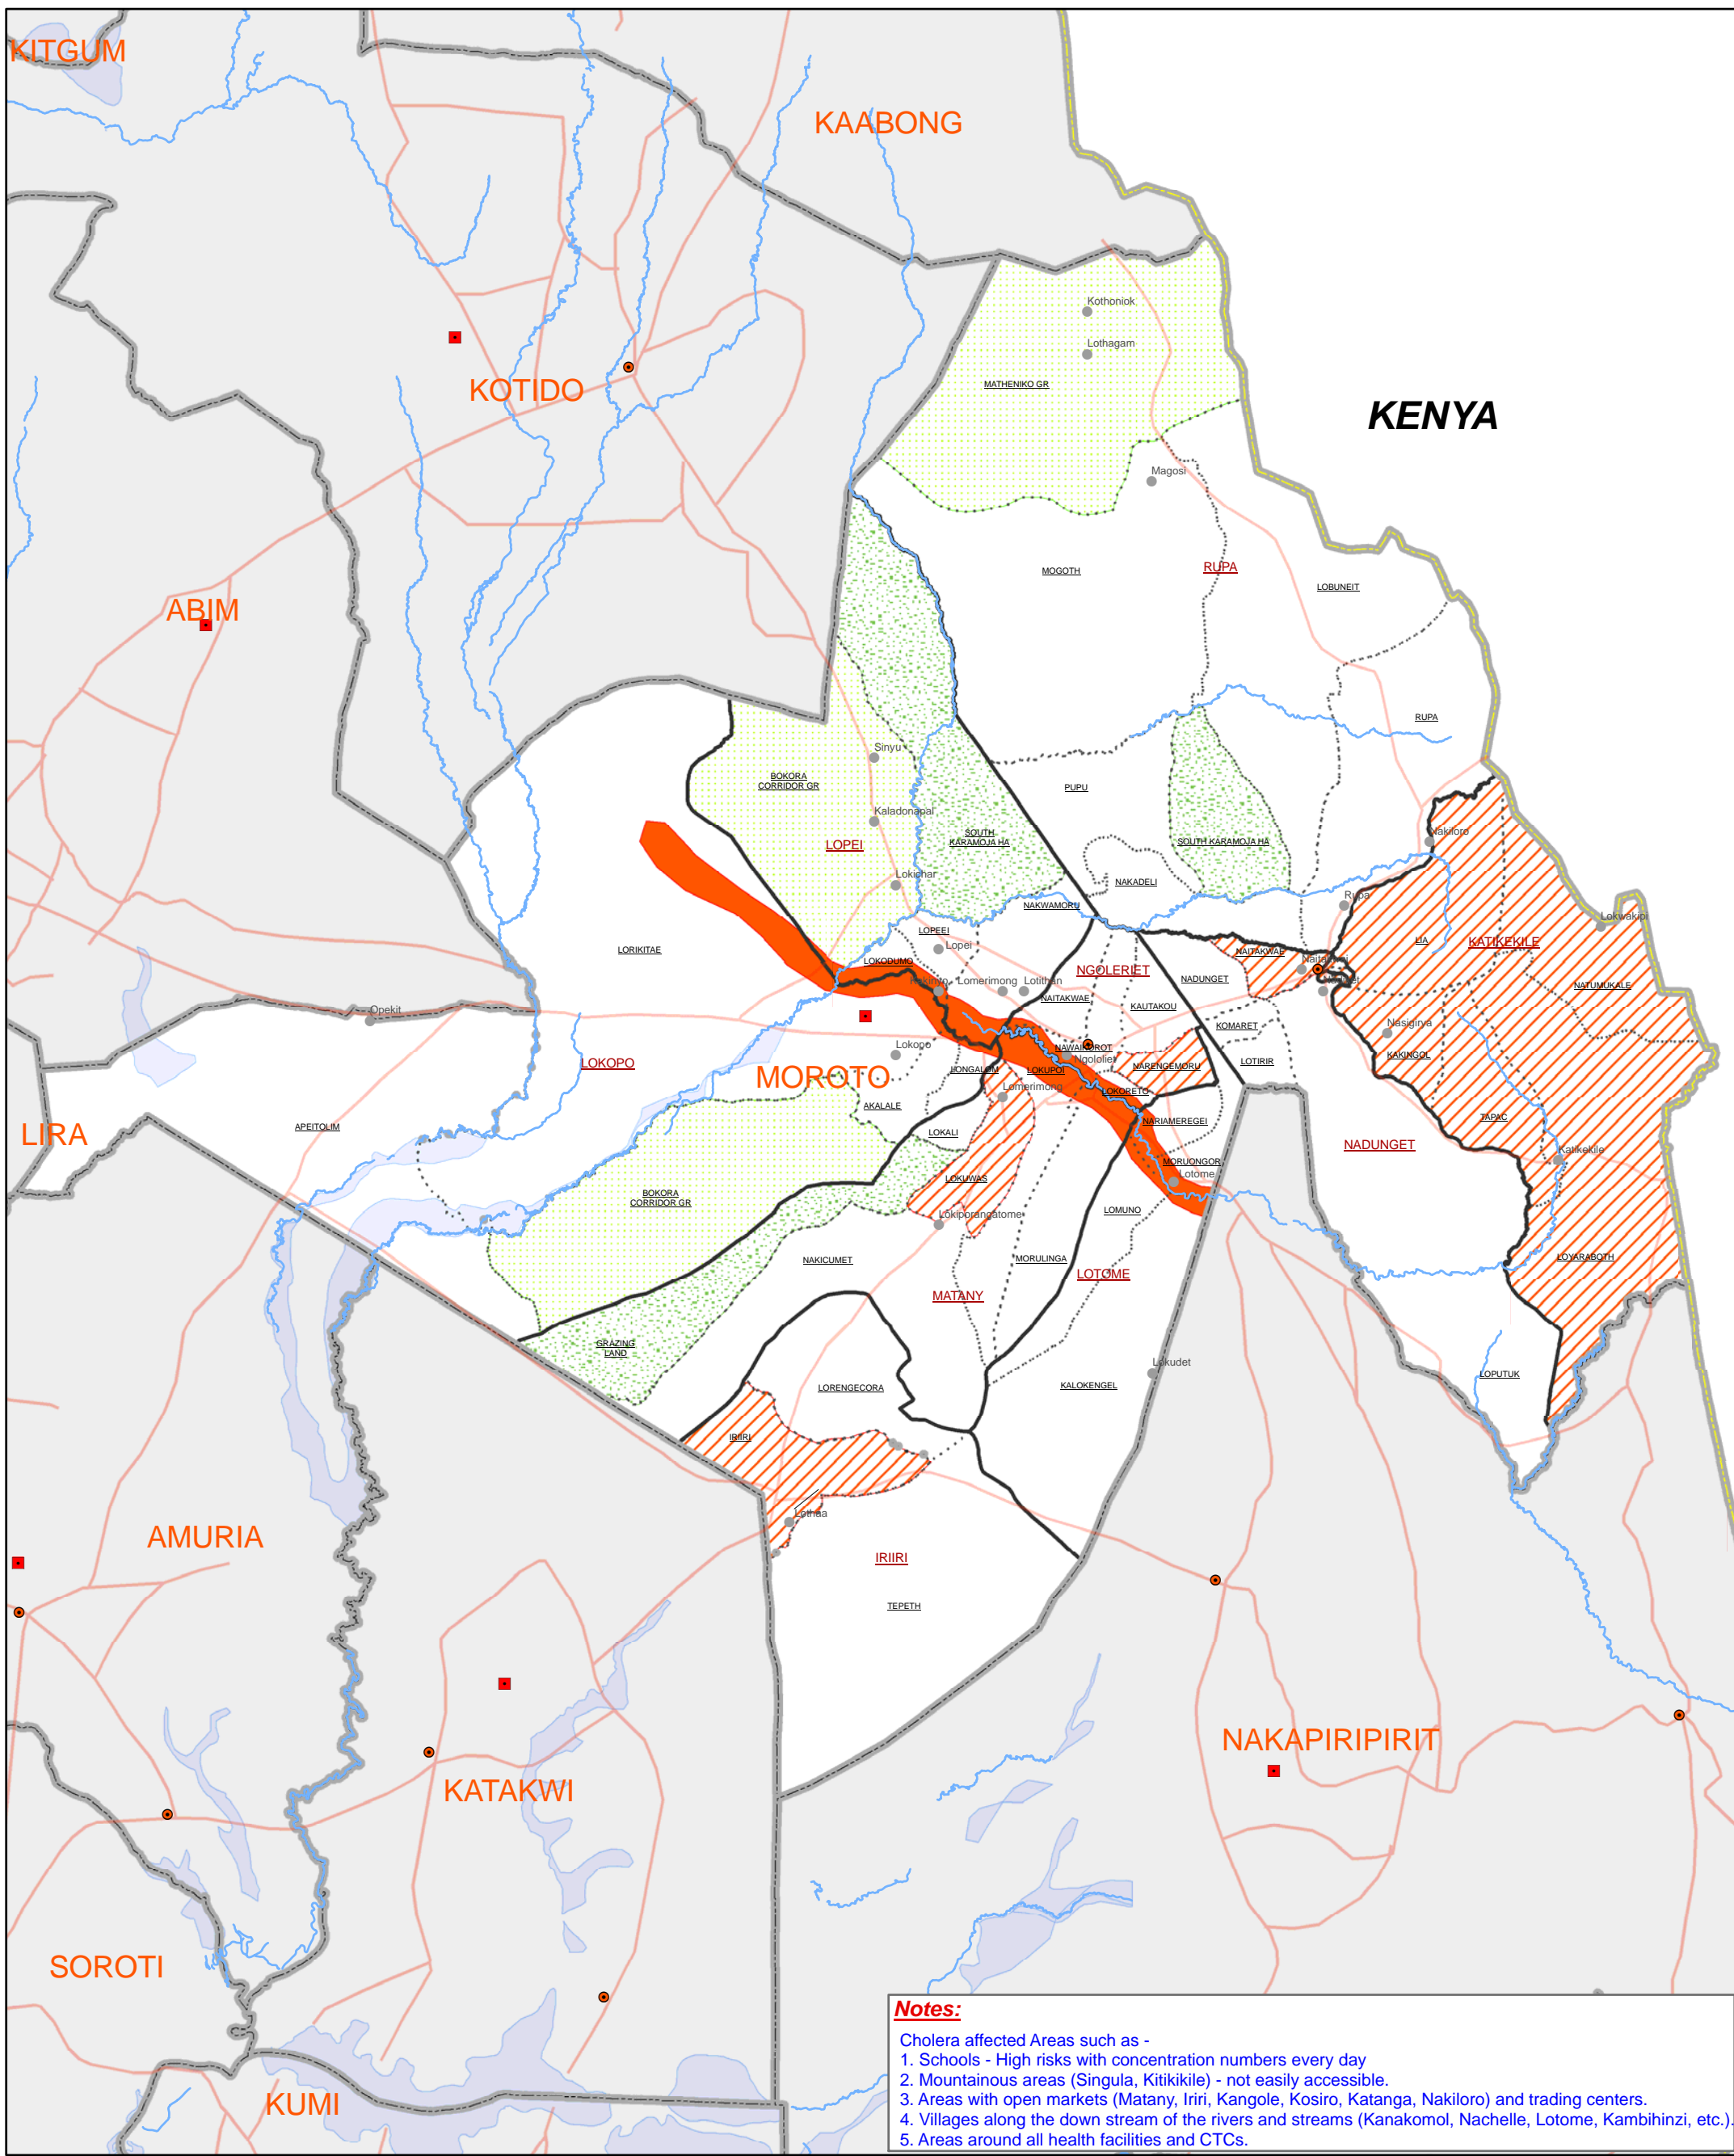 KITGUM
KAABONG
Kothoniok
Lothagam
MATHENIKO GR
KOTIDO
KENYA
Magosi
MOGOTH
RUPA
LOBUNEIT
ABIM
RUPA
Sinyu
BOKORA
CORRIDOR GR
PUPU
Kaladonapal
LOPEI
SOUTH
KARAMOJA HA
SOUTH KARAMOJA HA
Nakiloro
Lokichar
NAKADELI
NAKWAMORU
Rupa
Lokwakipi
LOPEEI
LORIKITAE
Lopei
LIA
KATIKEKILE
NAITAKWAE
LOKODUMO
NGOLERIET
NADUNGET
Lomerimong
Lotithan
NATUMUKALE
NAITAKWAE
KAUTAKOU
Opekit
KOMARET
Nasigirya
Lokopo
NAWAIKOROT
Ngololiet
KAKINGOL
LOKOPO
MOROTO
LONGALOM
LOKUPOI
NARENGEMORU
LOTIRIR
Lomerimong
LOKORETO
AKALALE
TAPAC
LIRA
APEITOLIM
LOKALI
NARIAMEREGEI
NADUNGET
MORUONGOR
Katikekile
LOKUWAS
Lotome
BOKORA
CORRIDOR GR
LOMUNO
Lokiporangatome
NAKICUMET
MORULINGA
LOYARABOTH
LOTOME
MATANY
GRAZING
LAND
Lokudet
LOPUTUK
LORENGECORA
KALOKENGEL
IRIIRI
Lothaa
AMURIA
IRIIRI
TEPETH
NAKAPIRIPIRIT
KATAKWI
SOROTI
KUMI
Notes:
Cholera affected Areas such as -
1. Schools - High risks with concentration numbers every day
2. Mountainous areas (Singula, Kitikikile) - not easily accessible.
3. Areas with open markets (Matany, Iriri, Kangole, Kosiro, Katanga, Nakiloro) and trading centers.
4. Villages along the down stream of the rivers and streams (Kanakomol, Nachelle, Lotome, Kambihinzi, etc.).
5. Areas around all health facilities and CTCs.